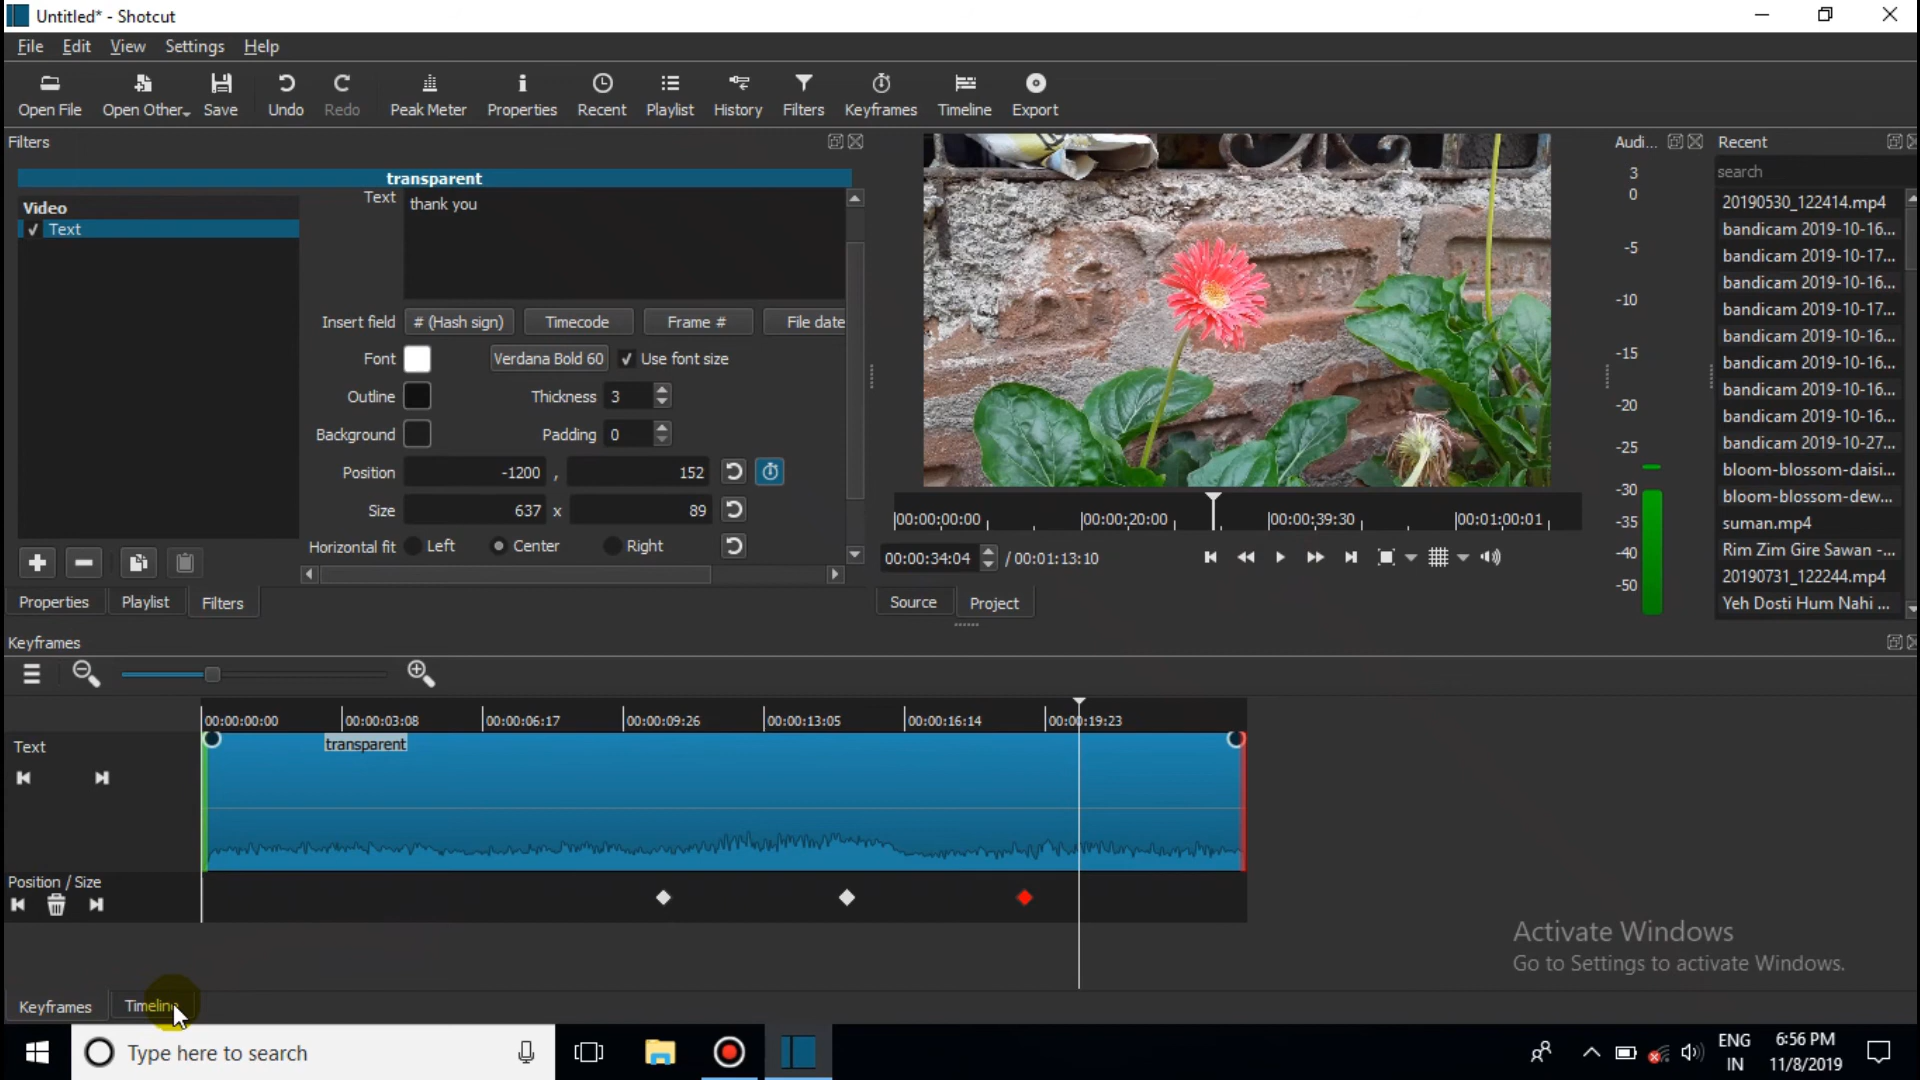 Untitled* - Shotcut
File Edit View Settings Help
Open File Open Other... Save Undo Redo Peak Meter Properties Recent Playlist History Filters Keyframes Timeline Export
Filters
transparent
Video
Text
Text
thank you
Insert field # (Hash sign) Timecode Frame # File date
Font Verdana Bold 60 Use font size
Outline Thickness 3
Background Padding 0
Position -1200 , 152
Size 637 x 89
Horizontal fit Left Center Right
Properties Playlist Filters
00:00:00:00 00:00:20:00 00:00:39:30 00:01:00:01
00:00:34:04 / 00:01:13:10
Source Project
Audi...
3
0
-5
-10
-15
-20
-25
-30
-35
-40
-50
Recent
search
20190530_122414.mp4
bandicam 2019-10-16...
bandicam 2019-10-17...
bandicam 2019-10-16...
bandicam 2019-10-17...
bandicam 2019-10-16...
bandicam 2019-10-16...
bandicam 2019-10-16...
bandicam 2019-10-16...
bandicam 2019-10-27...
bloom-blossom-daisi...
bloom-blossom-dew...
suman.mp4
Rim Zim Gire Sawan -...
20190731_122244.mp4
Yeh Dosti Hum Nahi ...
Keyframes
00:00:00:00 00:00:03:08 00:00:06:17 00:00:09:26 00:00:13:05 00:00:16:14 00:00:19:23
Text
transparent
Position / Size
Activate Windows
Go to Settings to activate Windows.
Keyframes Timeline
Type here to search
ENG
IN
6:56 PM
11/8/2019